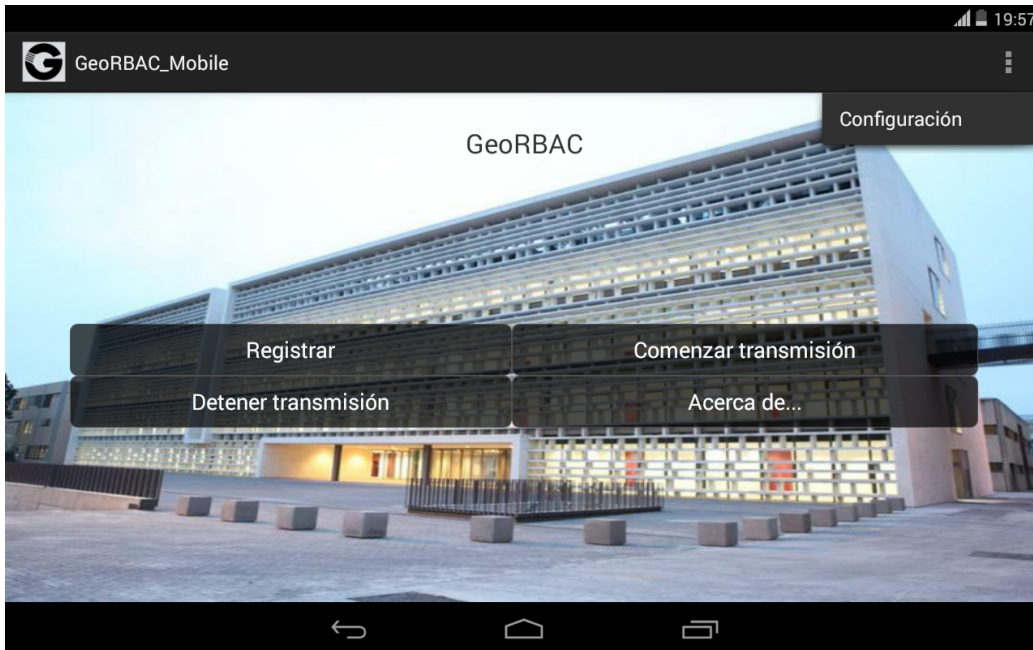 19:57
GeoRBAC_Mobile
Configuración
GeoRBAC
Registrar
Comenzar transmisión
Detener transmisión
Acerca de...